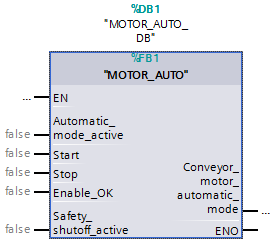 %DB1
"MOTOR_AUTO_
DB"
%FB1
"MOTOR_AUTO"
... EN
Automatic_
false mode_active
false Start
false Stop
false Enable_OK
Safety_
false shutoff_active
Conveyor_
motor_
automatic_
mode ...
ENO